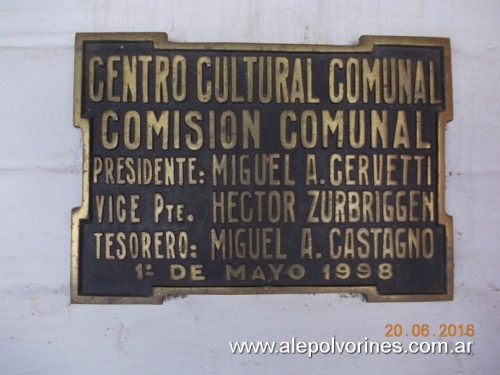 CENTRO CULTURAL COMUNAL
COMISION COMUNAL
PRESIDENTE: MIGUEL A. CERVETTI
VICE PTE. HECTOR ZURBRIGGEN
TESORERO: MIGUEL A. CASTAGNO
1º DE MAYO 1998
20.06.2016
www.alepolvorines.com.ar